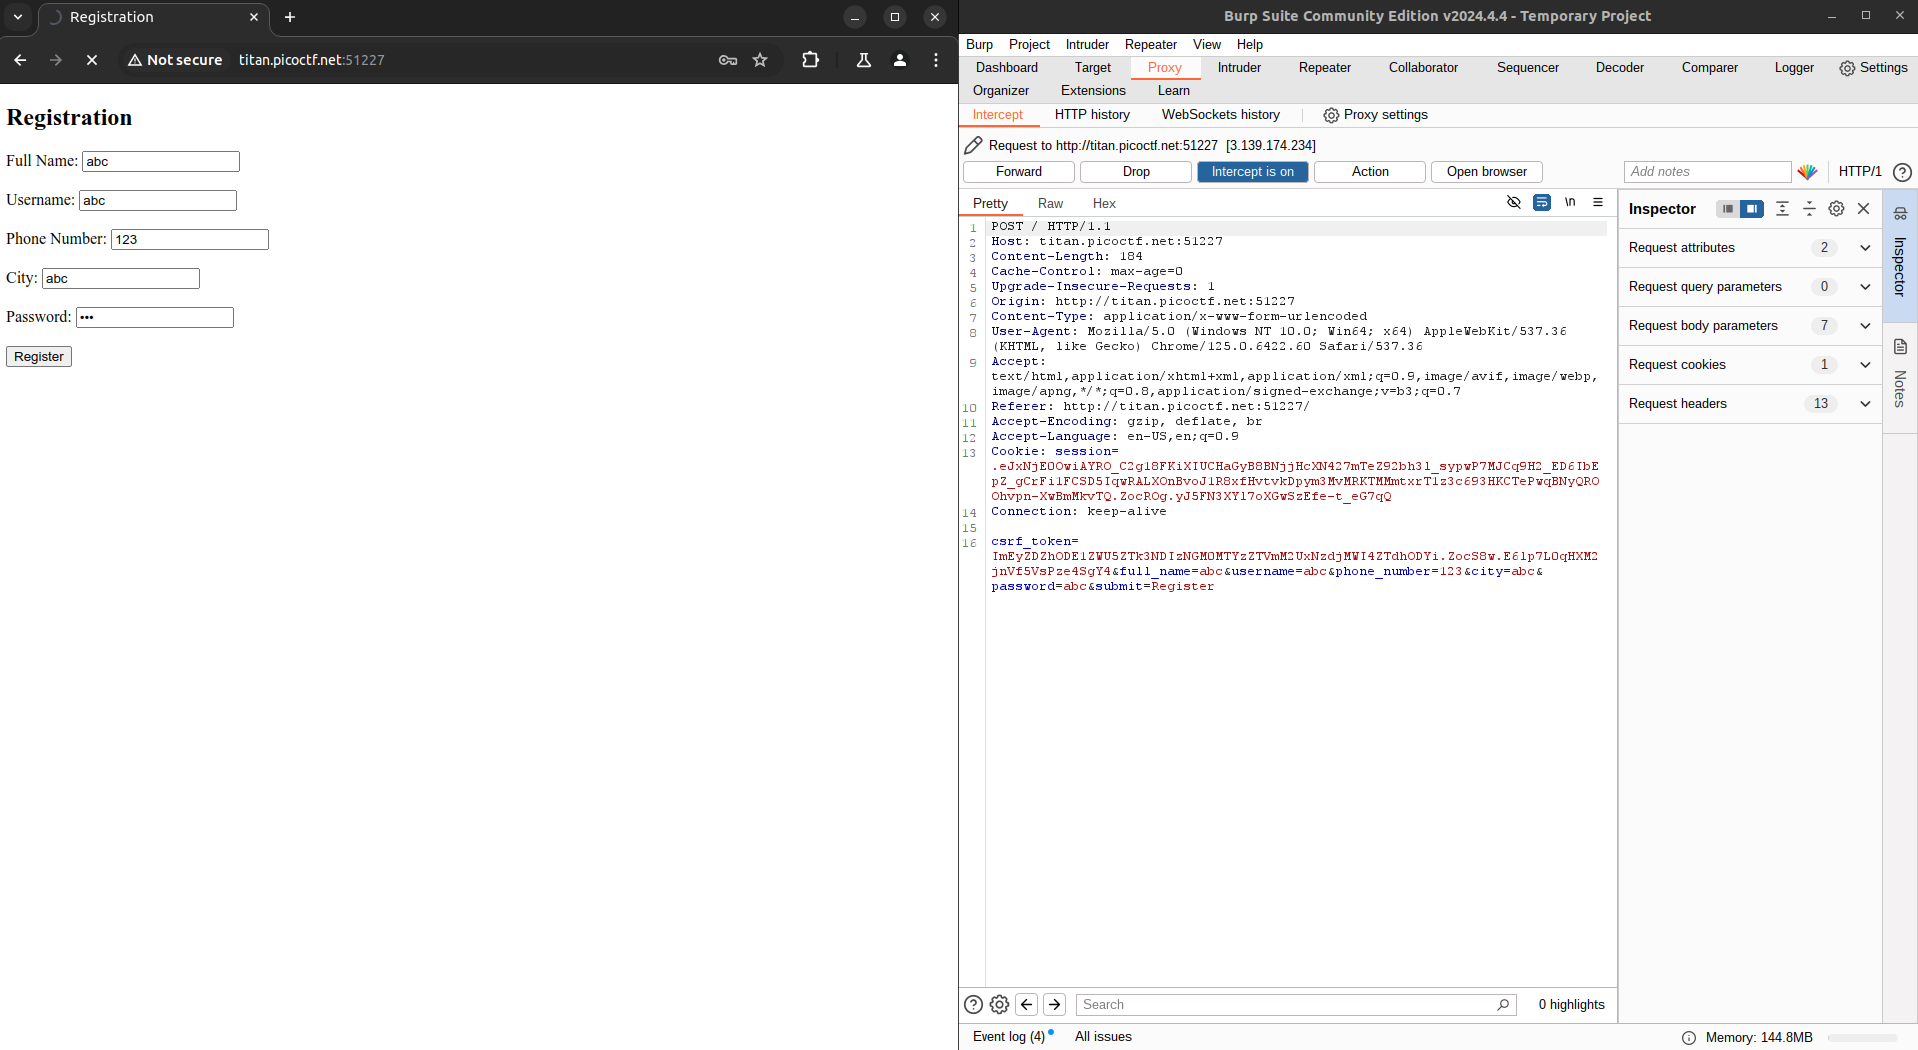 Registration
Not secure titan.picoctf.net:51227
Registration
Full Name: abc
Username: abc
Phone Number: 123
City: abc
Password: •••
Register
Burp Suite Community Edition v2024.4.4 - Temporary Project
Burp Project Intruder Repeater View Help
Dashboard Target Proxy Intruder Repeater Collaborator Sequencer Decoder Comparer Logger Settings
Organizer Extensions Learn
Intercept HTTP history WebSockets history Proxy settings
Request to http://titan.picoctf.net:51227 [3.139.174.234]
Forward Drop Intercept is on Action Open browser Add notes HTTP/1
Pretty Raw Hex \n
1 POST / HTTP/1.1
2 Host: titan.picoctf.net:51227
3 Content-Length: 184
4 Cache-Control: max-age=0
5 Upgrade-Insecure-Requests: 1
6 Origin: http://titan.picoctf.net:51227
7 Content-Type: application/x-www-form-urlencoded
8 User-Agent: Mozilla/5.0 (Windows NT 10.0; Win64; x64) AppleWebKit/537.36
(KHTML, like Gecko) Chrome/125.0.6422.60 Safari/537.36
9 Accept:
text/html,application/xhtml+xml,application/xml;q=0.9,image/avif,image/webp,
image/apng,*/*;q=0.8,application/signed-exchange;v=b3;q=0.7
10 Referer: http://titan.picoctf.net:51227/
11 Accept-Encoding: gzip, deflate, br
12 Accept-Language: en-US,en;q=0.9
13 Cookie: session=
14 Connection: keep-alive
15
16 csrf_token=
&full_name=abc&username=abc&phone_number=123&city=abc&
password=abc&submit=Register
Inspector
Request attributes 2
Request query parameters 0
Request body parameters 7
Request cookies 1
Request headers 13
Inspector
Notes
Search 0 highlights
Event log (4) All issues Memory: 144.8MB